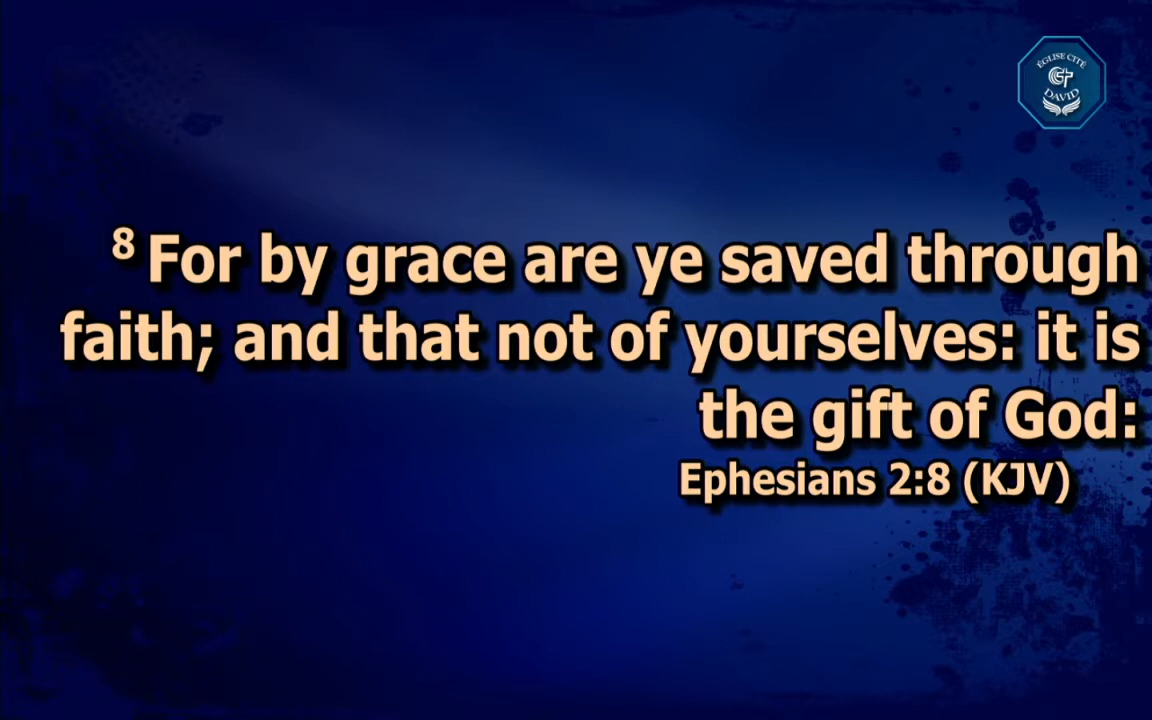 ÉGLISE CITÉ
DAVID
⁸ For by grace are ye saved through
faith; and that not of yourselves: it is
the gift of God:
Ephesians 2:8 (KJV)